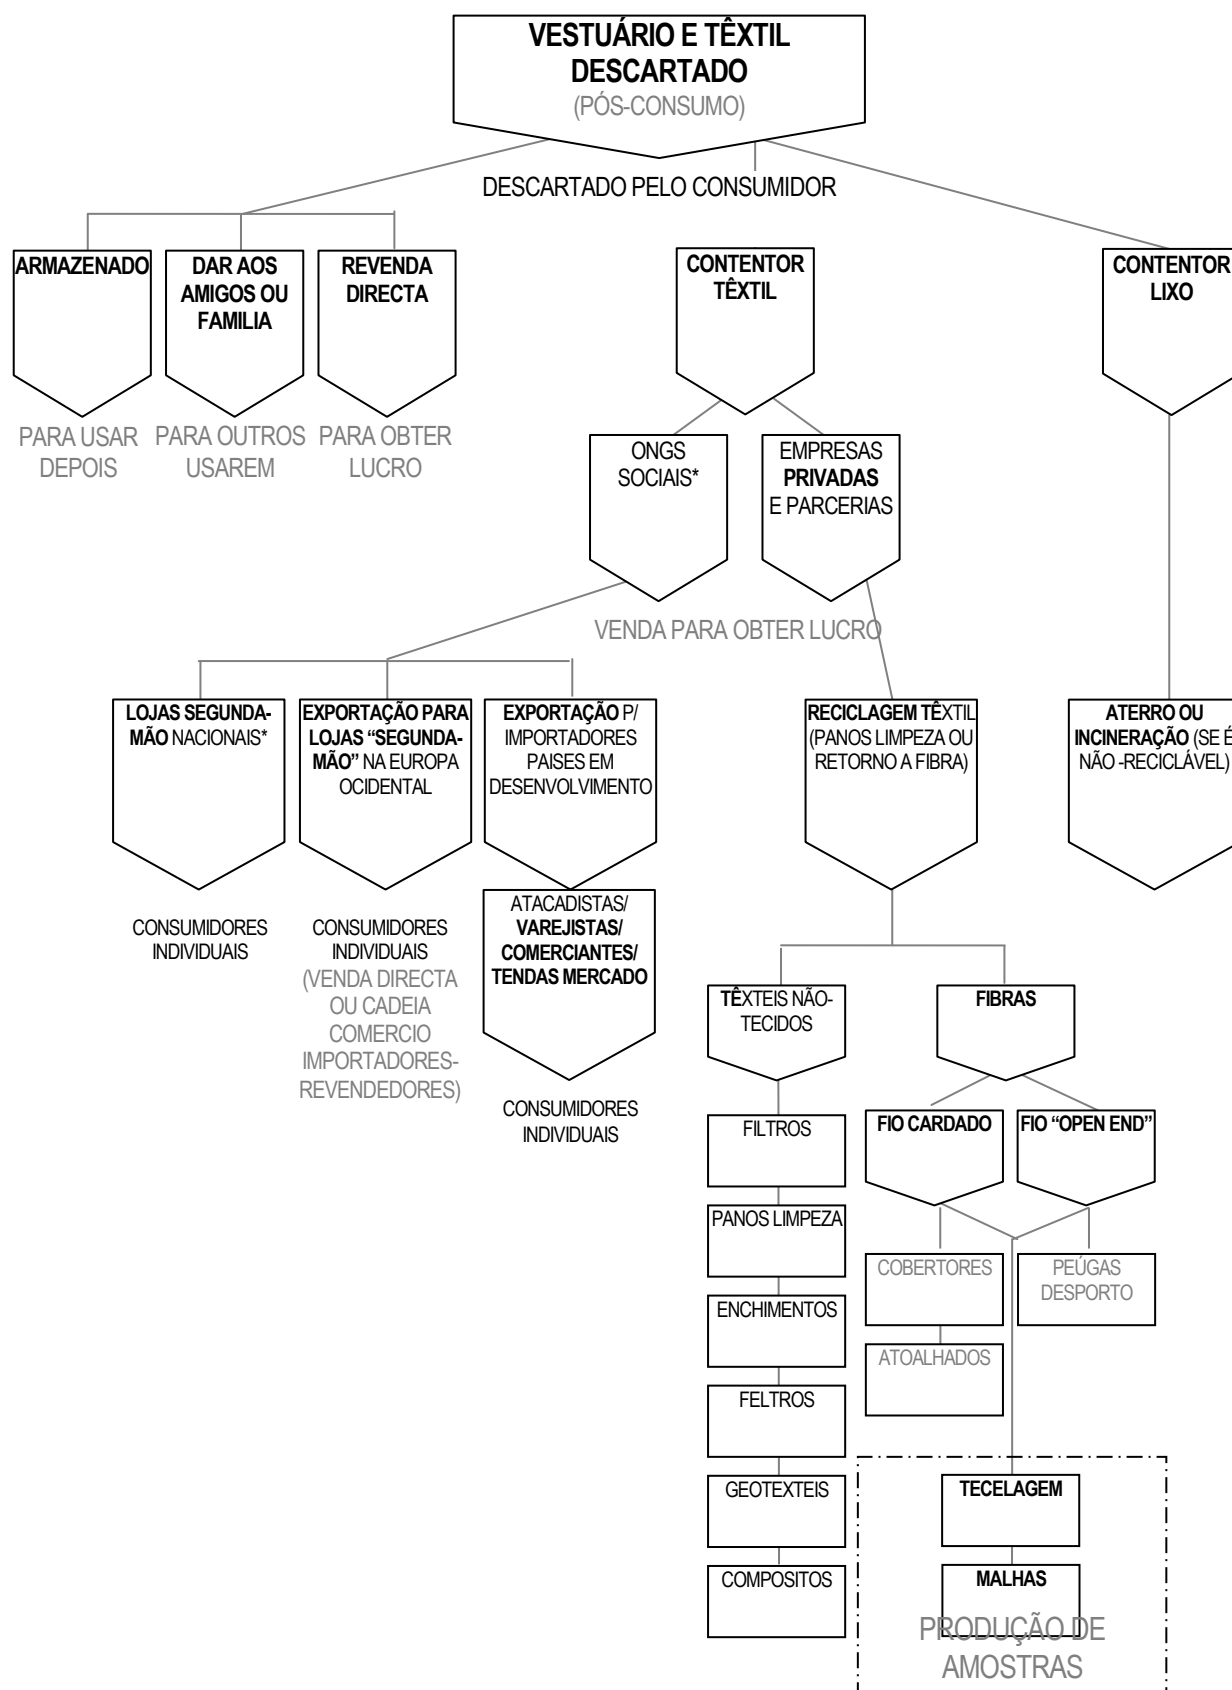 VESTUÁRIO E TÊXTIL
DESCARTADO
(PÓS-CONSUMO)
DESCARTADO PELO CONSUMIDOR
ARMAZENADO
PARA USAR
DEPOIS
DAR AOS
AMIGOS OU
FAMILIA
PARA OUTROS
USAREM
REVENDA
DIRECTA
PARA OBTER
LUCRO
CONTENTOR
TÊXTIL
CONTENTOR
LIXO
ONGS
SOCIAIS*
EMPRESAS
PRIVADAS
E PARCERIAS
VENDA PARA OBTER LUCRO
LOJAS SEGUNDA-
MÃO NACIONAIS*
CONSUMIDORES
INDIVIDUAIS
EXPORTAÇÃO PARA
LOJAS “SEGUNDA-
MÃO” NA EUROPA
OCIDENTAL
CONSUMIDORES
INDIVIDUAIS
(VENDA DIRECTA
OU CADEIA
COMERCIO
IMPORTADORES-
REVENDEDORES)
EXPORTAÇÃO P/
IMPORTADORES
PAISES EM
DESENVOLVIMENTO
ATACADISTAS/
VAREJISTAS/
COMERCIANTES/
TENDAS MERCADO
CONSUMIDORES
INDIVIDUAIS
RECICLAGEM TÊXTIL
(PANOS LIMPEZA OU
RETORNO A FIBRA)
ATERRO OU
INCINERAÇÃO (SE É
NÃO -RECICLÁVEL)
TÊXTEIS NÃO-
TECIDOS
FILTROS
PANOS LIMPEZA
ENCHIMENTOS
FELTROS
GEOTEXTEIS
COMPOSITOS
FIBRAS
FIO CARDADO
FIO “OPEN END”
COBERTORES
ATOALHADOS
PEÚGAS
DESPORTO
TECELAGEM
MALHAS
PRODUÇÃO DE
AMOSTRAS